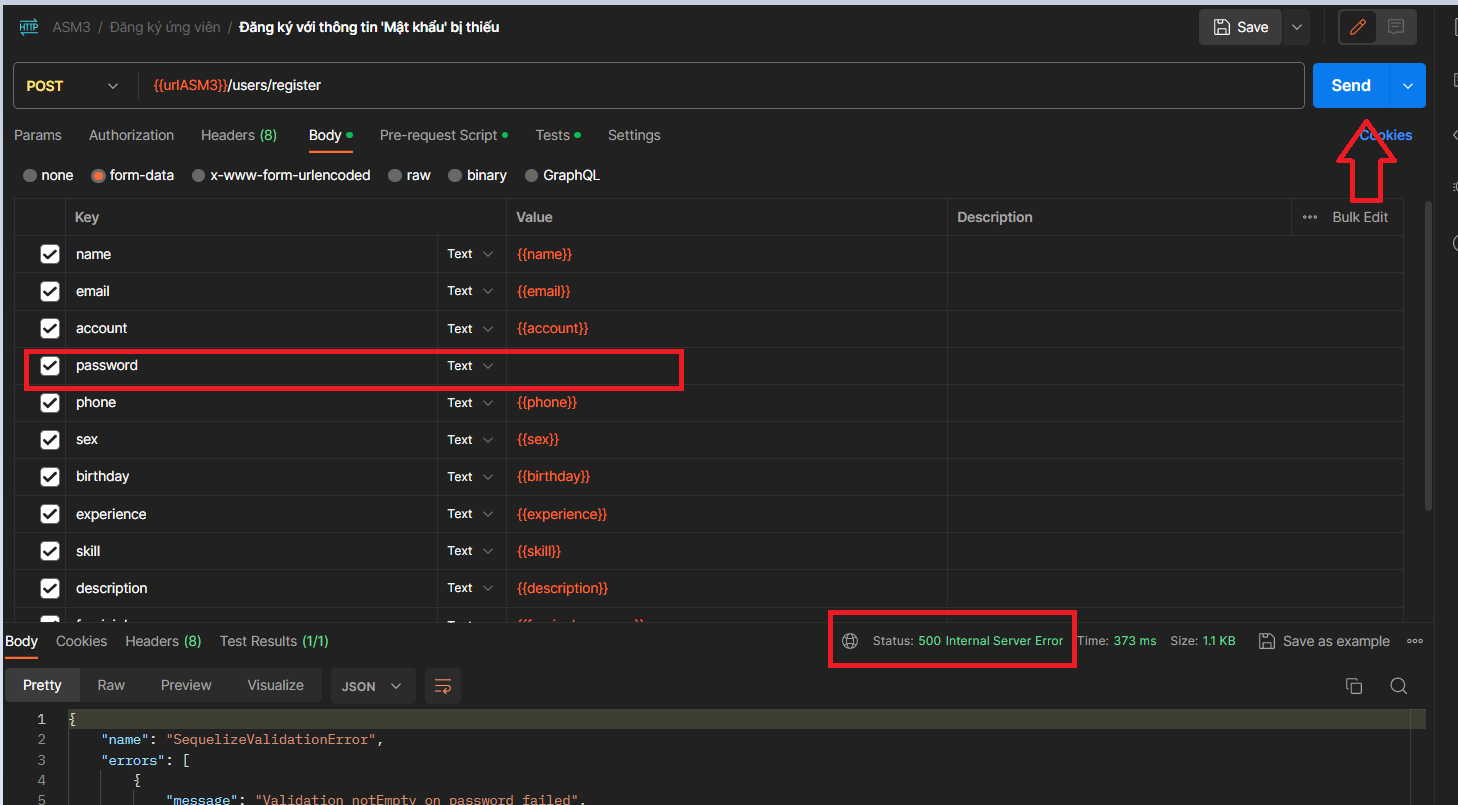 HTTP ASM3 / Đăng ký ứng viên / Đăng ký với thông tin 'Mật khẩu' bị thiếu Save
POST {{urlASM3}}/users/register Send
Params Authorization Headers (8) Body Pre-request Script Tests Settings Cookies
none form-data x-www-form-urlencoded raw binary GraphQL
Key Value Description Bulk Edit
name Text {{name}}
email Text {{email}}
account Text {{account}}
password Text
phone Text {{phone}}
sex Text {{sex}}
birthday Text {{birthday}}
experience Text {{experience}}
skill Text {{skill}}
description Text {{description}}
Body Cookies Headers (8) Test Results (1/1) Status: 500 Internal Server Error Time: 373 ms Size: 1.1 KB Save as example
Pretty Raw Preview Visualize JSON
1 {
2 "name": "SequelizeValidationError",
3 "errors": [
4 {
5 "message": "Validation notEmpty on password failed",